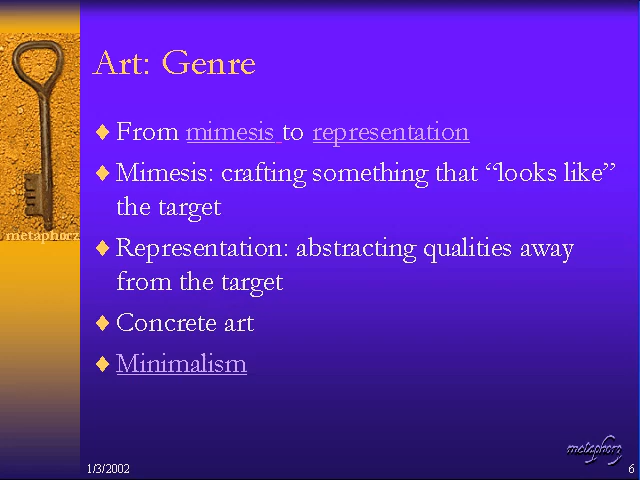 Art: Genre
From mimesis to representation
Mimesis: crafting something that “looks like”
the target
Representation: abstracting qualities away
from the target
Concrete art
Minimalism
metaphorz
metaphorz
1/3/2002
6